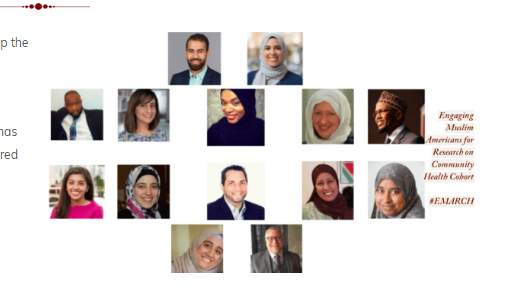 p the
has
red
Engaging
Muslim
Americans for
Research on
Community
Health Cohort
#EMARCH